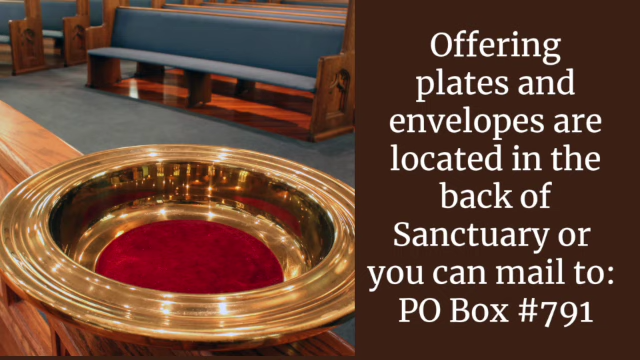 Offering
plates and
envelopes are
located in the
back of
Sanctuary or
you can mail to:
PO Box #791